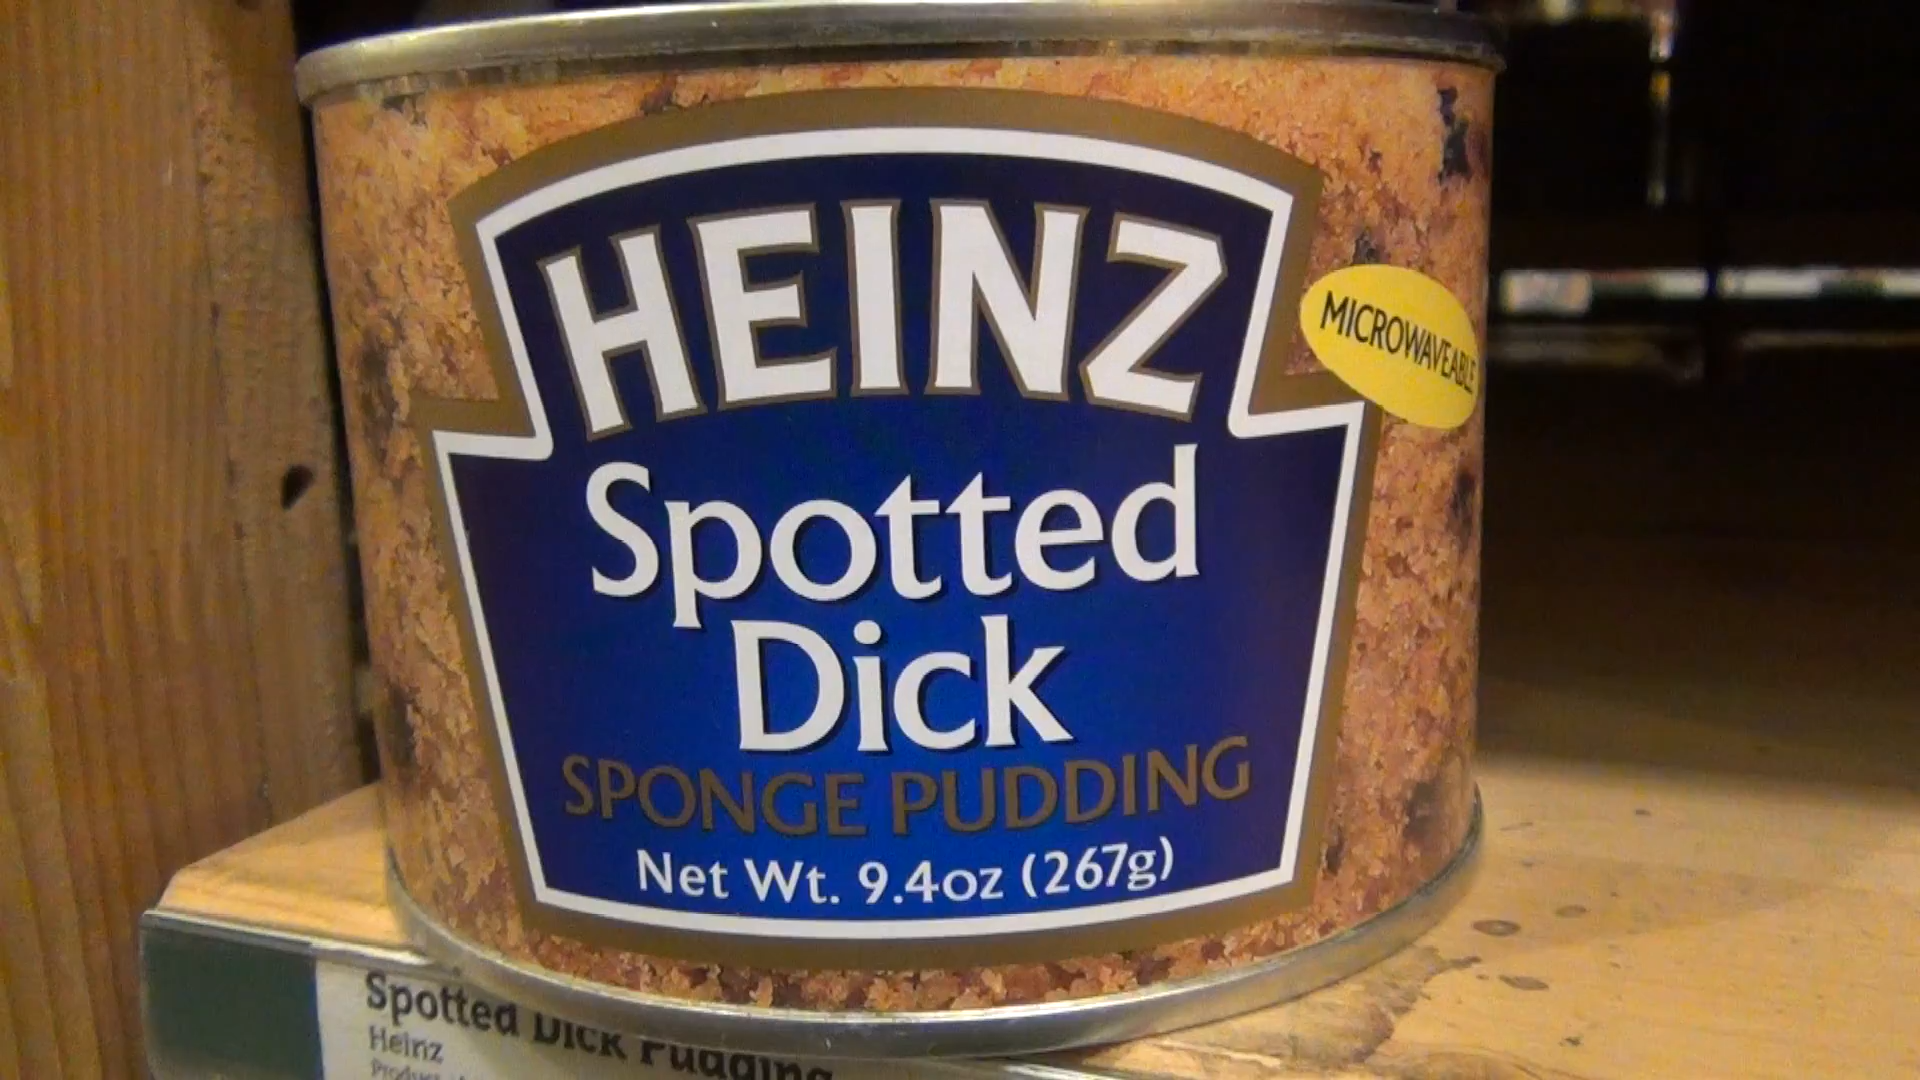 HEINZ
MICROWAVEABLE
Spotted
Dick
SPONGE PUDDING
Net Wt. 9.4oz (267g)
Spotted Dick Pudding
Heinz